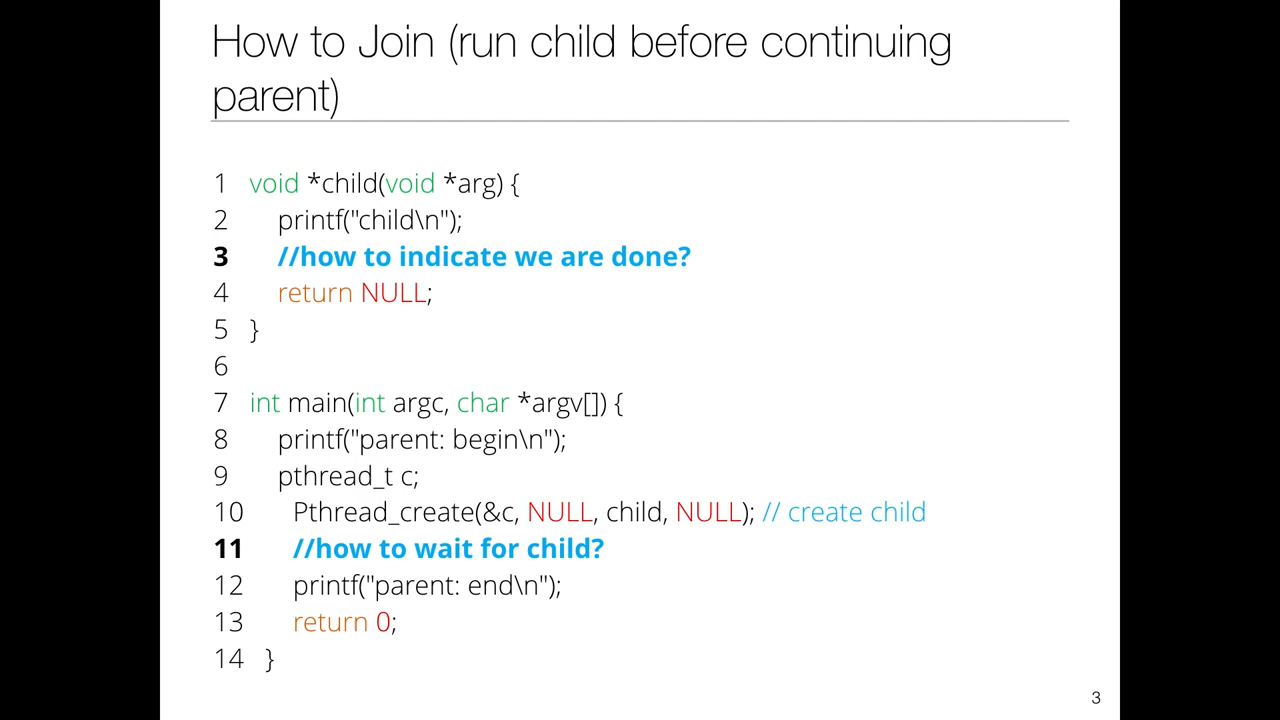 How to Join (run child before continuing
parent)
1 void *child(void *arg) {
2 printf("child\n");
3 //how to indicate we are done?
4 return NULL;
5 }
6
7 int main(int argc, char *argv[]) {
8 printf("parent: begin\n");
9 pthread_t c;
10 Pthread_create(&c, NULL, child, NULL); // create child
11 //how to wait for child?
12 printf("parent: end\n");
13 return 0;
14 }
3